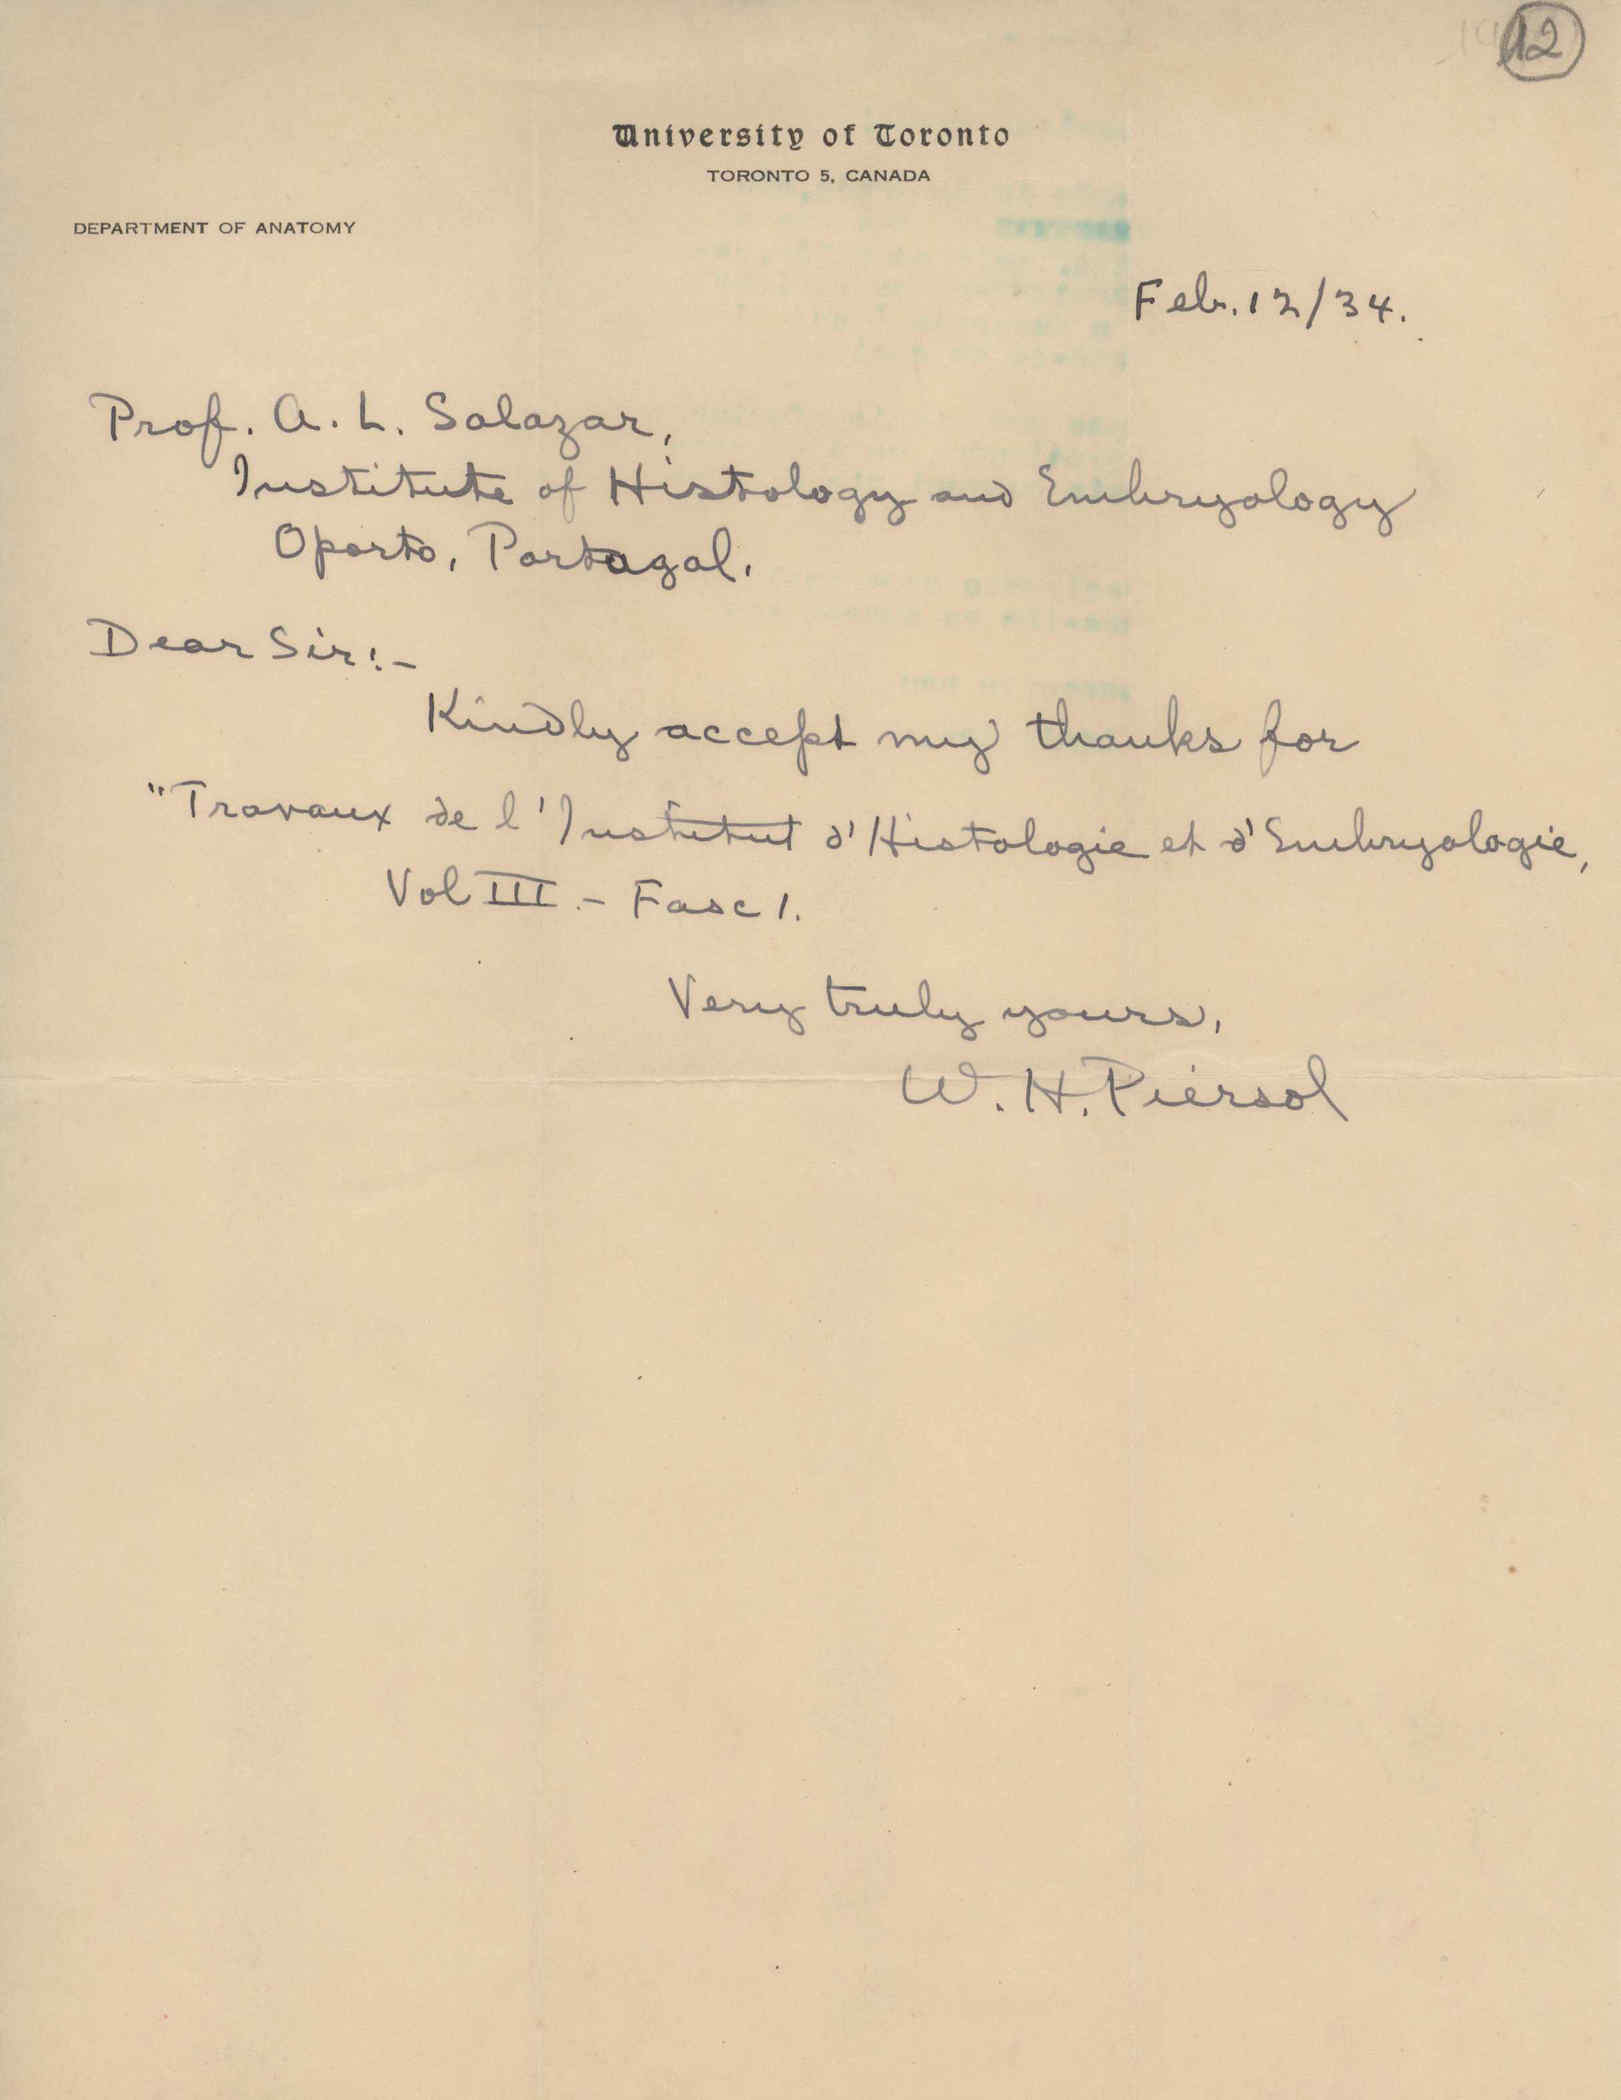 12
University of Toronto
TORONTO 5, CANADA
DEPARTMENT OF ANATOMY
Feb. 12/34.
Prof. A. L. Salazar,
Institute of Histology and Embryology
Oporto, Portugal.
Dear Sir:-
Kindly accept my thanks for
"Travaux de l'Institut d'Histologie et d'Embryologie,
Vol III.- Fasc 1.
Very truly yours,
W. H. Piersol